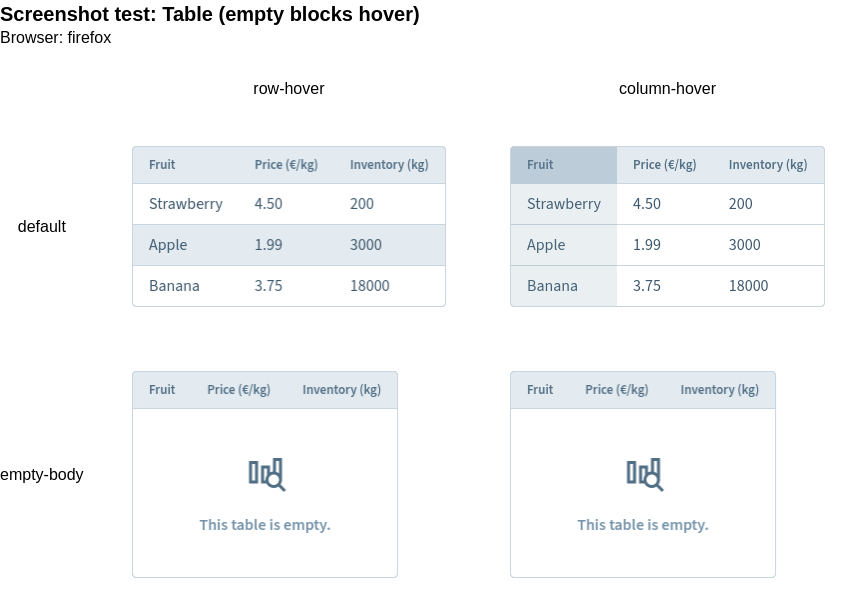 Screenshot test: Table (empty blocks hover)
Browser: firefox
row-hover column-hover
default
Fruit Price (€/kg) Inventory (kg)
Strawberry 4.50 200
Apple 1.99 3000
Banana 3.75 18000
Fruit Price (€/kg) Inventory (kg)
Strawberry 4.50 200
Apple 1.99 3000
Banana 3.75 18000
empty-body
Fruit Price (€/kg) Inventory (kg)
This table is empty.
Fruit Price (€/kg) Inventory (kg)
This table is empty.